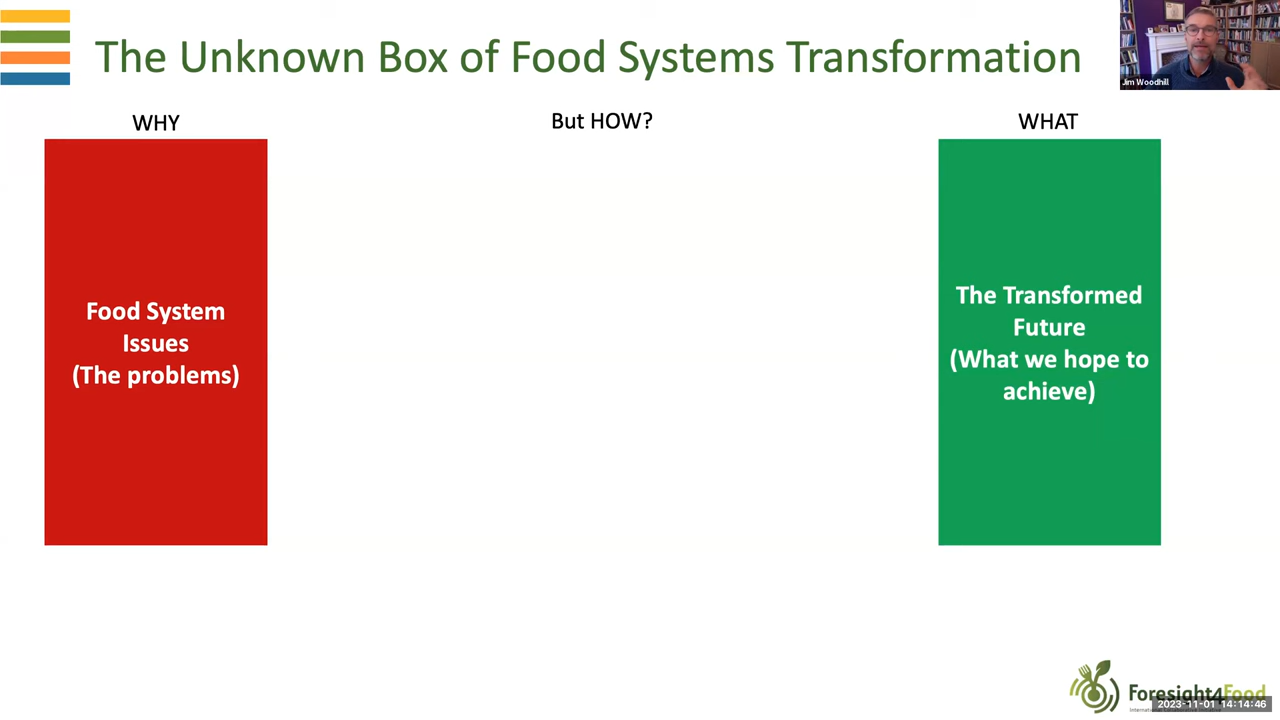 The Unknown Box of Food Systems Transformation
Jim Woodhill
WHY
But HOW?
WHAT
Food System
Issues
(The problems)
The Transformed
Future
(What we hope to
achieve)
Foresight4Food
2023-11-01 14:14:46